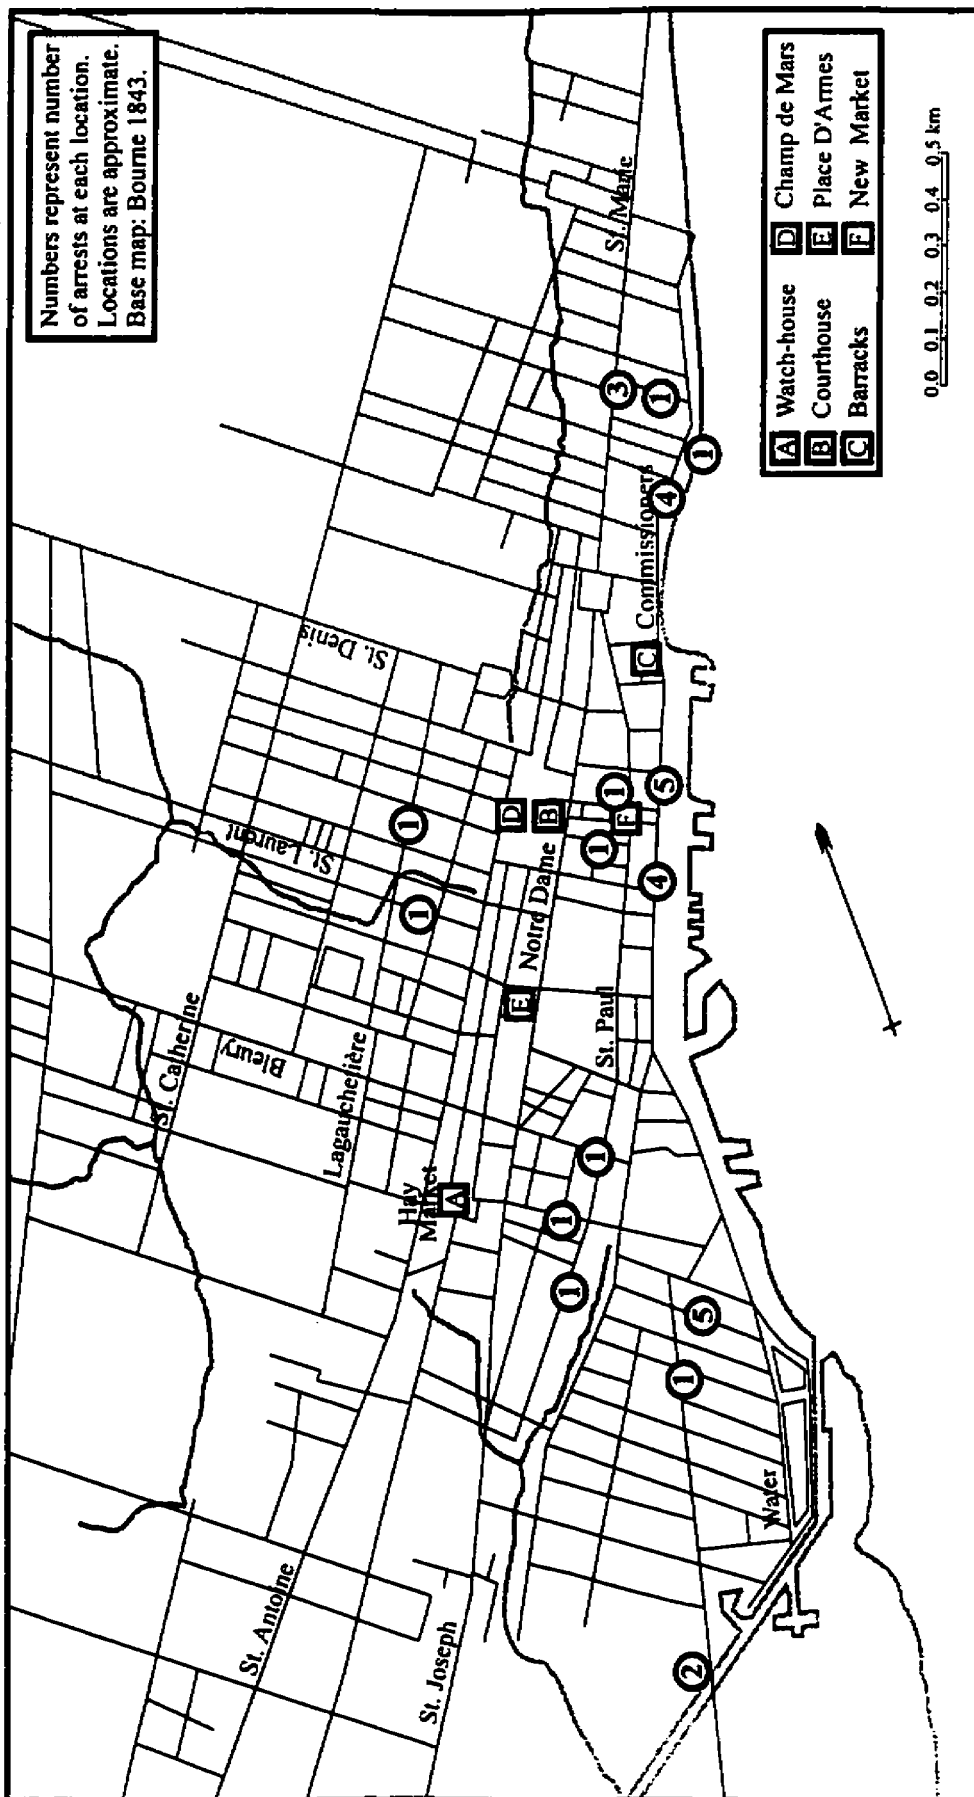 Numbers represent number
of arrests at each location.
Locations are approximate.
Base map: Bourne 1843.
St. Denis
St. Laurent
St. Catherine
Bleury
Lagauchetière
Hay
Market
A
D
B
E
Notre Dame
St. Paul
F
C
Commissioners
St. Marie
St. Antoine
St. Joseph
Water
1
1
1
1
5
4
4
1
1
3
1
1
1
5
1
2
A Watch-house
B Courthouse
C Barracks
D Champ de Mars
E Place D'Armes
F New Market
0.0 0.1 0.2 0.3 0.4 0.5 km